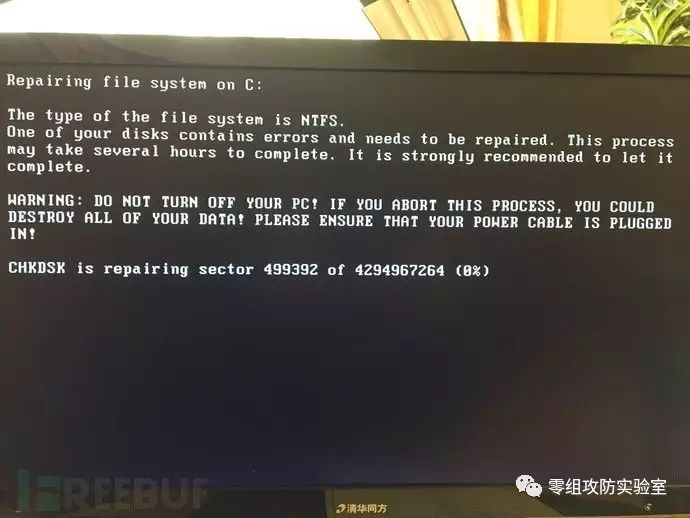 Repairing file system on C:
The type of the file system is NTFS.
One of your disks contains errors and needs to be repaired. This process
may take several hours to complete. It is strongly recommended to let it
complete.
WARNING: DO NOT TURN OFF YOUR PC! IF YOU ABORT THIS PROCESS, YOU COULD
DESTROY ALL OF YOUR DATA! PLEASE ENSURE THAT YOUR POWER CABLE IS PLUGGED
IN!
CHKDSK is repairing sector 499392 of 4294967264 (0%)
FREEBUF
零组攻防实验室
清华同方